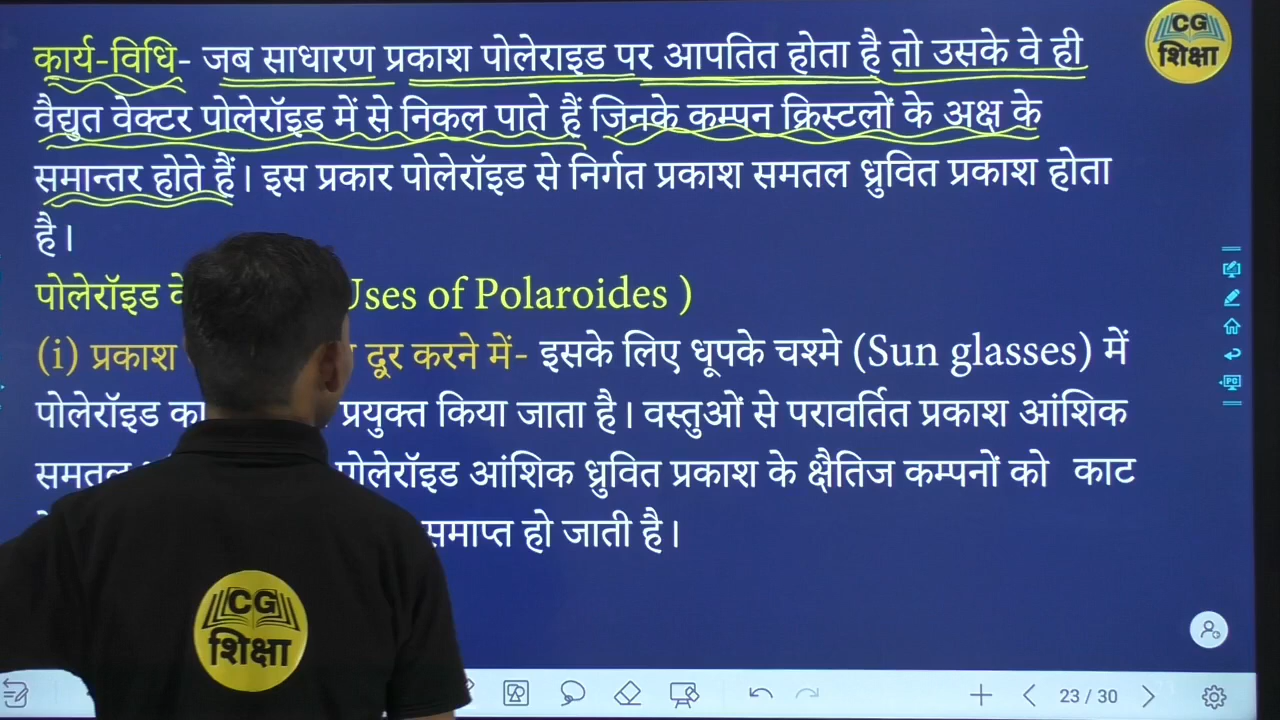 कार्य-विधि- जब साधारण प्रकाश पोलेराइड पर आपतित होता है तो उसके वे ही
वैद्युत वेक्टर पोलेरॉइड में से निकल पाते हैं जिनके कम्पन क्रिस्टलों के अक्ष के
समान्तर होते हैं। इस प्रकार पोलेरॉइड से निर्गत प्रकाश समतल ध्रुवित प्रकाश होता
है।
पोलेरॉइड Uses of Polaroides )
(i) प्रकाश दूर करने में- इसके लिए धूपके चश्मे (Sun glasses) में
पोलेरॉइड का प्रयुक्त किया जाता है। वस्तुओं से परावर्तित प्रकाश आंशिक
पोलेरॉइड आंशिक ध्रुवित प्रकाश के क्षैतिज कम्पनों को काट
समाप्त हो जाती है।
CG
शिक्षा
CG
शिक्षा
23 / 30